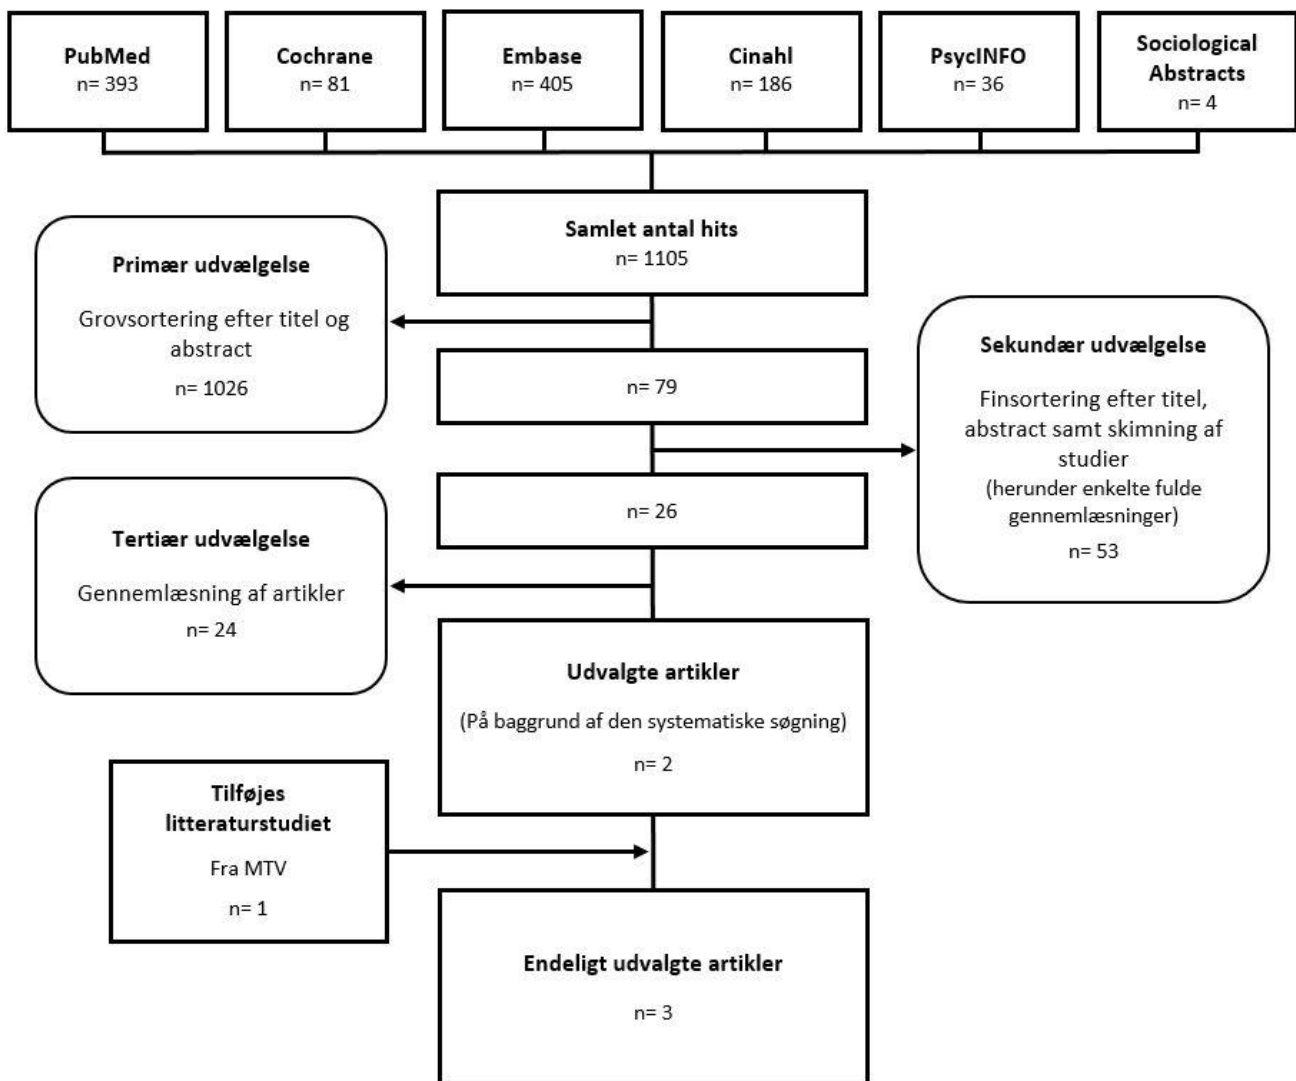 PubMed
n= 393
Cochrane
n= 81
Embase
n= 405
Cinahl
n= 186
PsycINFO
n= 36
Sociological
Abstracts
n= 4
Samlet antal hits
n= 1105
Primær udvælgelse
Grovsortering efter titel og
abstract
n= 1026
n= 79
Sekundær udvælgelse
Finsortering efter titel,
abstract samt skimning af
studier
(herunder enkelte fulde
gennemlæsninger)
n= 53
n= 26
Tertiær udvælgelse
Gennemlæsning af artikler
n= 24
Udvalgte artikler
(På baggrund af den systematiske søgning)
n= 2
Tilføjes
litteraturstudiet
Fra MTV
n= 1
Endeligt udvalgte artikler
n= 3